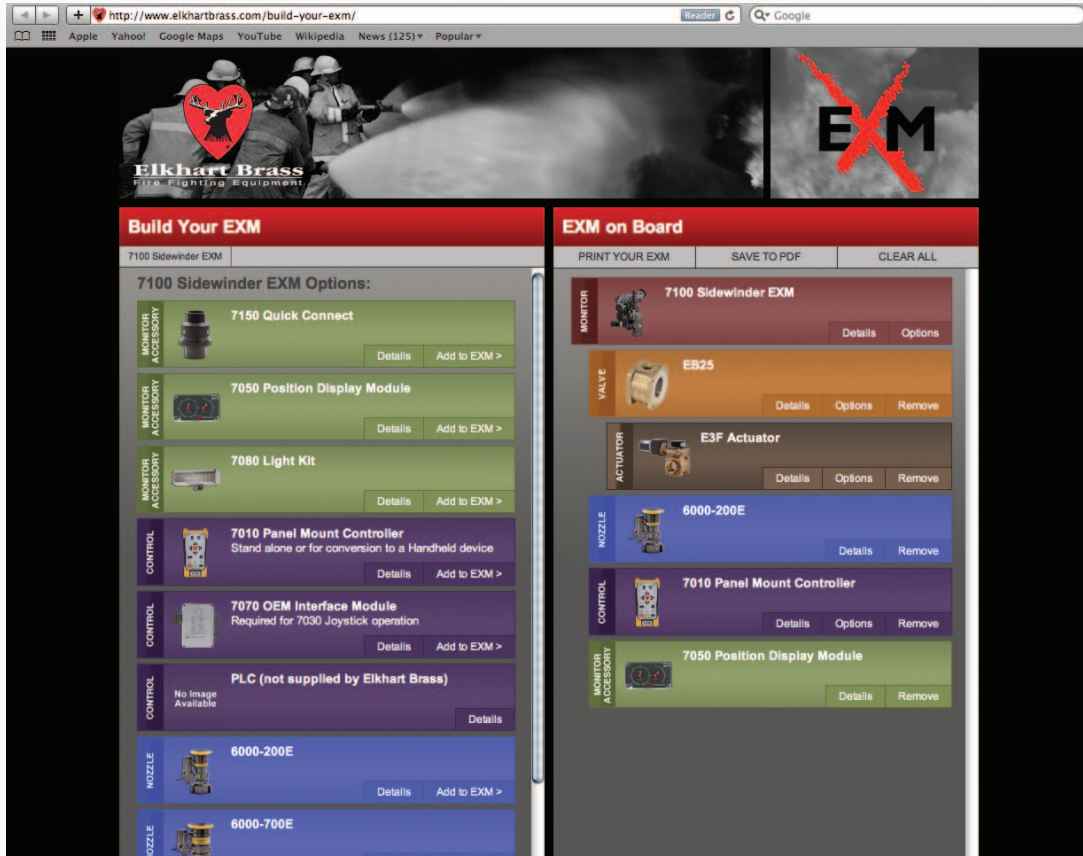 http://www.elkhartbrass.com/build-your-exm/
Reader
Google
Apple Yahoo! Google Maps YouTube Wikipedia News (125) Popular
Elkhart Brass
Fire Fighting Equipment
EXM
Build Your EXM
7100 Sidewinder EXM
7100 Sidewinder EXM Options:
MONITOR ACCESSORY
7150 Quick Connect
Details Add to EXM >
MONITOR ACCESSORY
7050 Position Display Module
Details Add to EXM >
MONITOR ACCESSORY
7080 Light Kit
Details Add to EXM >
CONTROL
7010 Panel Mount Controller
Stand alone or for conversion to a Handheld device
Details Add to EXM >
CONTROL
7070 OEM Interface Module
Required for 7030 Joystick operation
Details Add to EXM >
CONTROL
No Image
Available
PLC (not supplied by Elkhart Brass)
Details
NOZZLE
6000-200E
Details Add to EXM >
6000-700E
EXM on Board
PRINT YOUR EXM SAVE TO PDF CLEAR ALL
MONITOR
7100 Sidewinder EXM
Details Options
VALVE
EB25
Details Options Remove
ACTUATOR
E3F Actuator
Details Options Remove
NOZZLE
6000-200E
Details Remove
CONTROL
7010 Panel Mount Controller
Details Options Remove
MONITOR ACCESSORY
7050 Position Display Module
Details Remove